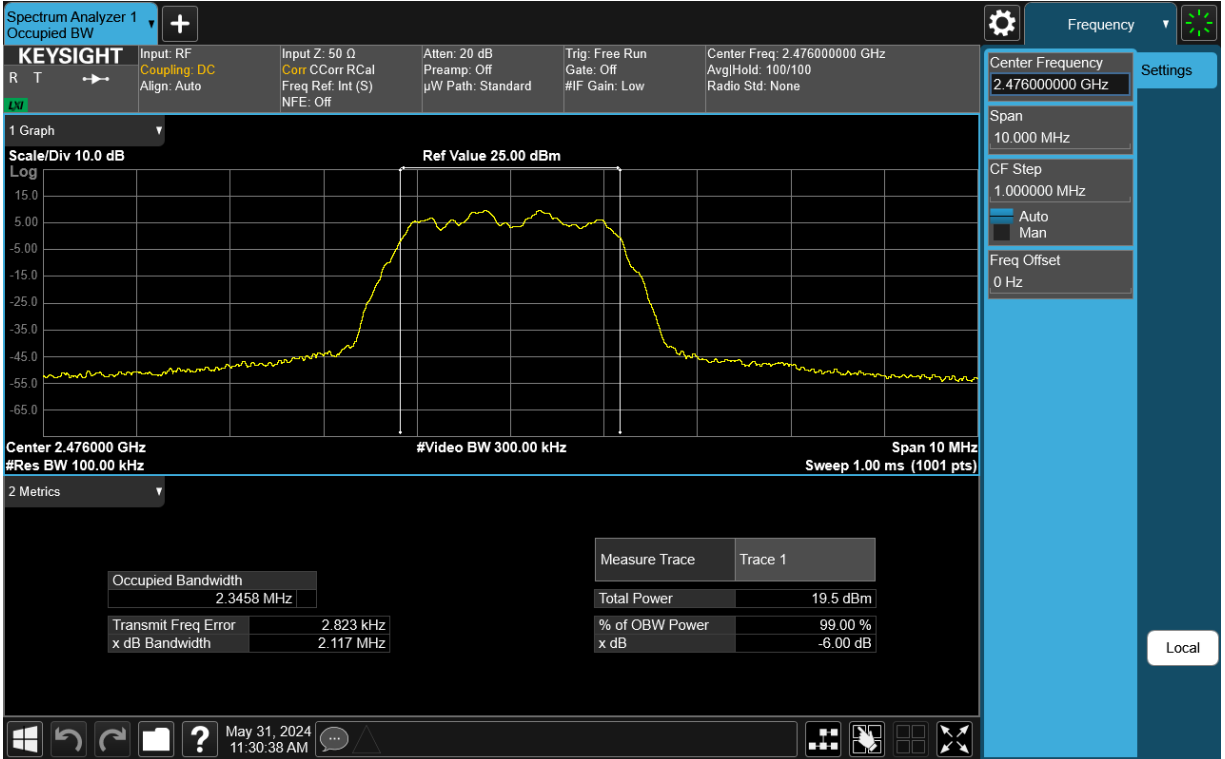 Spectrum Analyzer 1
Occupied BW
Frequency
KEYSIGHT
R T
LXI
Input: RF
Coupling: DC
Align: Auto
Input Z: 50 Ω
Corr CCorr RCal
Freq Ref: Int (S)
NFE: Off
Atten: 20 dB
Preamp: Off
µW Path: Standard
Trig: Free Run
Gate: Off
#IF Gain: Low
Center Freq: 2.476000000 GHz
Avg|Hold: 100/100
Radio Std: None
Center Frequency
2.476000000 GHz
Settings
Span
10.000 MHz
CF Step
1.000000 MHz
Auto
Man
Freq Offset
0 Hz
1 Graph
Scale/Div 10.0 dB
Ref Value 25.00 dBm
Log
15.0
5.00
-5.00
-15.0
-25.0
-35.0
-45.0
-55.0
-65.0
Center 2.476000 GHz
#Video BW 300.00 kHz
Span 10 MHz
#Res BW 100.00 kHz
Sweep 1.00 ms (1001 pts)
2 Metrics
Measure Trace
Trace 1
Occupied Bandwidth
2.3458 MHz
Total Power
19.5 dBm
Transmit Freq Error
2.823 kHz
% of OBW Power
99.00 %
x dB Bandwidth
2.117 MHz
x dB
-6.00 dB
Local
?
May 31, 2024
11:30:38 AM